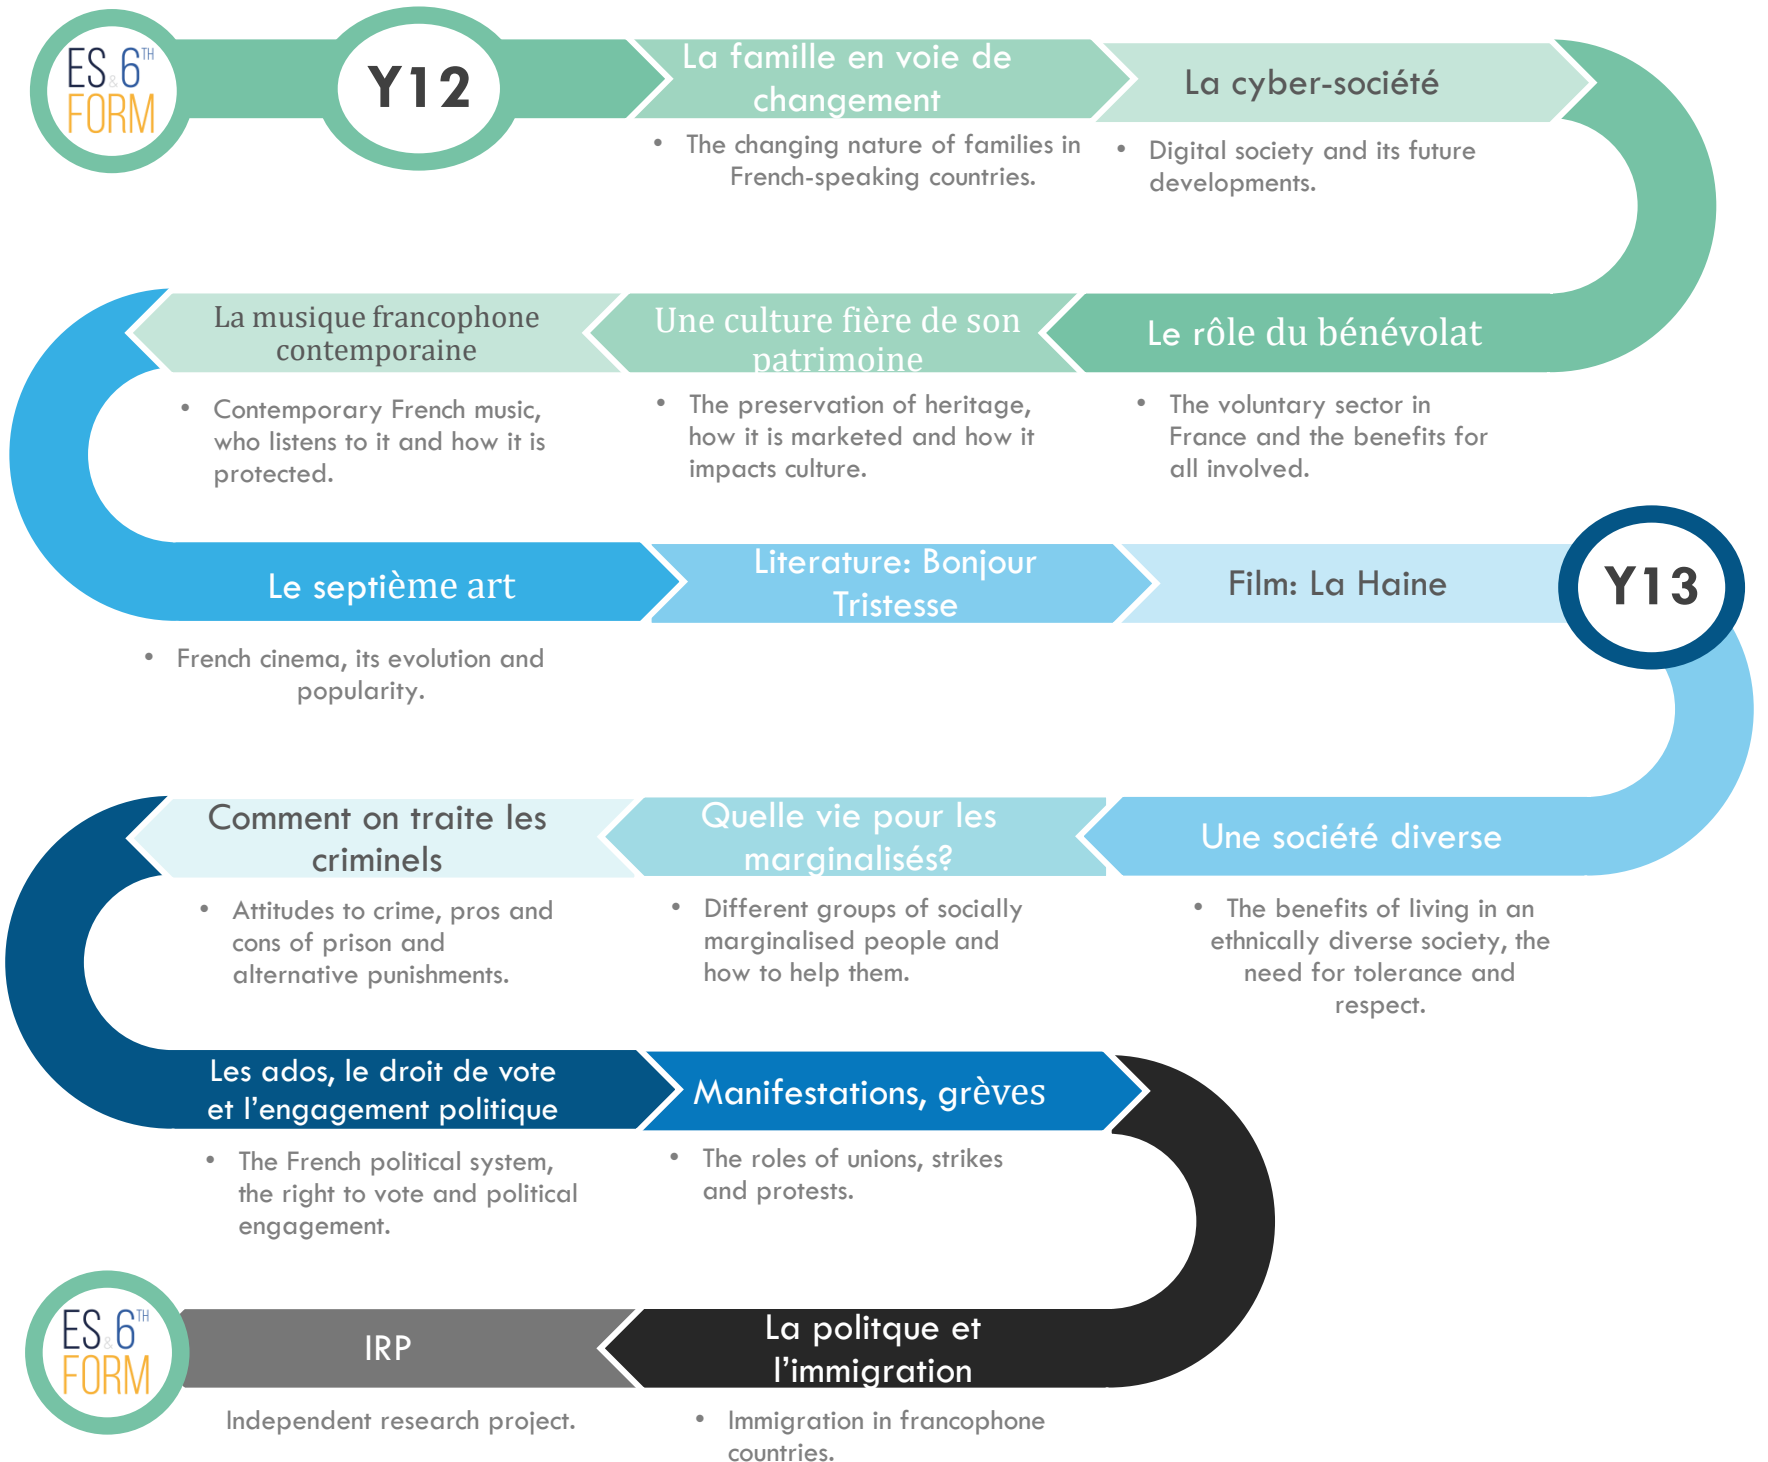 ES & 6TH
FORM
Y12
La famille en voie de
changement
• The changing nature of families in
French-speaking countries.
La cyber-société
• Digital society and its future
developments.
Le rôle du bénévolat
• The voluntary sector in
France and the benefits for
all involved.
Une culture fière de son
patrimoine
• The preservation of heritage,
how it is marketed and how it
impacts culture.
La musique francophone
contemporaine
• Contemporary French music,
who listens to it and how it is
protected.
Le septième art
• French cinema, its evolution and
popularity.
Literature: Bonjour
Tristesse
Film: La Haine
Y13
Une société diverse
• The benefits of living in an
ethnically diverse society, the
need for tolerance and
respect.
Quelle vie pour les
marginalisés?
• Different groups of socially
marginalised people and
how to help them.
Comment on traite les
criminels
• Attitudes to crime, pros and
cons of prison and
alternative punishments.
Les ados, le droit de vote
et l'engagement politique
• The French political system,
the right to vote and political
engagement.
Manifestations, grèves
• The roles of unions, strikes
and protests.
La politque et
l'immigration
• Immigration in francophone
countries.
IRP
Independent research project.
ES & 6TH
FORM